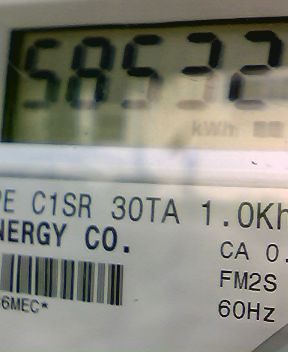 58532
kWh
PE C1SR 30TA 1.0Kh
NERGY CO.
CA 0.
FM2S
6MEC*
60Hz